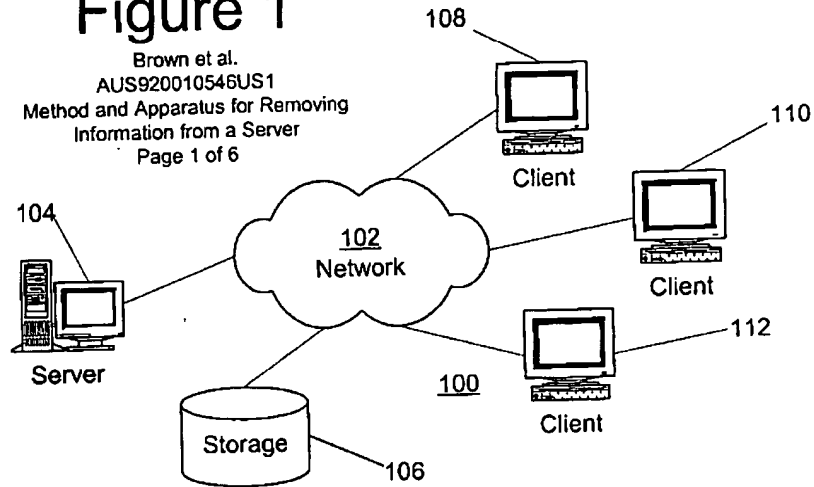 Figure 1
Brown et al.
AUS920010546US1
Method and Apparatus for Removing
Information from a Server
Page 1 of 6
108
110
Client
104
102
Network
Client
112
Server
100
Client
Storage
106